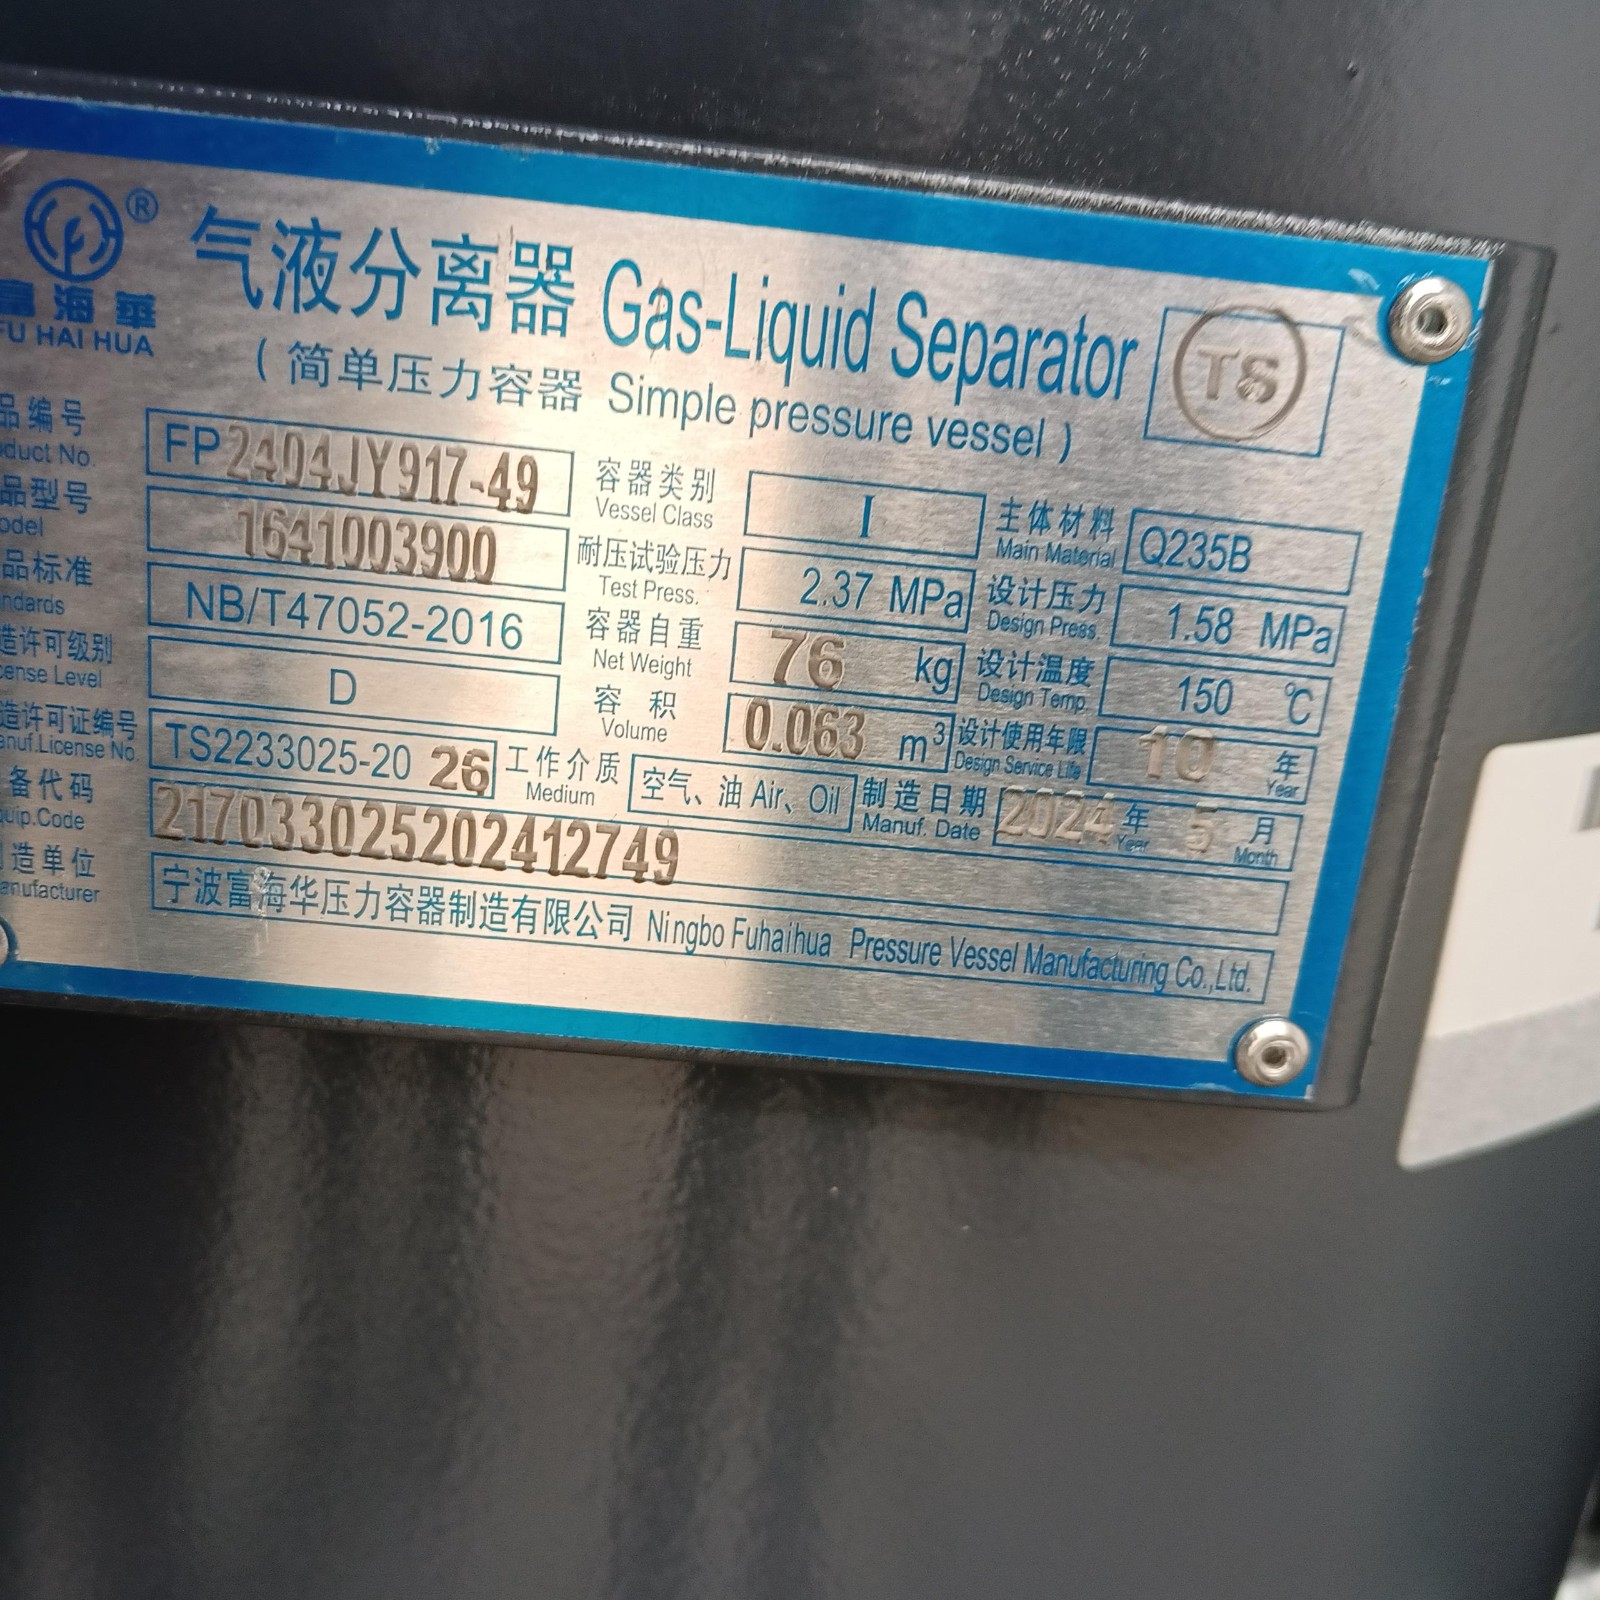 ®
富海華
FU HAI HUA
气液分离器 Gas-Liquid Separator
(简单压力容器 Simple pressure vessel)
TS
品编号 FP2404JY917-49 容器类别 I 主体材料 Q235B
duct No. Vessel Class Main Material
品型号 1641003900 耐压试验压力 2.37 MPa 设计压力 1.58 MPa
odel Test Press. Design Press.
品标准 NB/T47052-2016 容器自重 76 kg 设计温度 150 ℃
ndards Net Weight Design Temp.
造许可级别 D 容积 0.063 m³ 设计使用年限 10 年
cense Level Volume Design Service Life Year
造许可证编号 TS2233025-20 26 工作介质 空气、油 Air、Oil 制造日期 2024 年 5 月
anuf.License No. Medium Manuf. Date Year Month
备代码 217033025202412749
quip.Code
造单位 宁波富海华压力容器制造有限公司 Ningbo Fuhaihua Pressure Vessel Manufacturing Co.,Ltd.
anufacturer